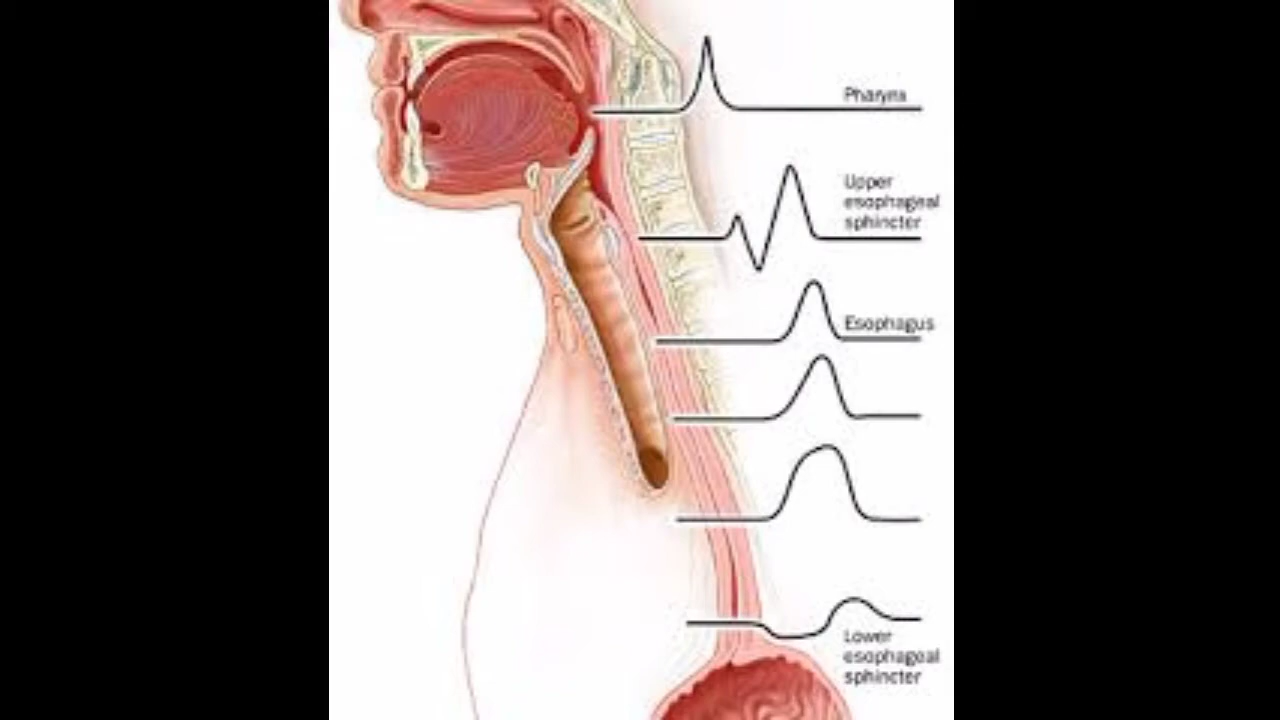 Pharynx
Upper
esophageal
sphincter
Esophagus
Lower
esophageal
sphincter